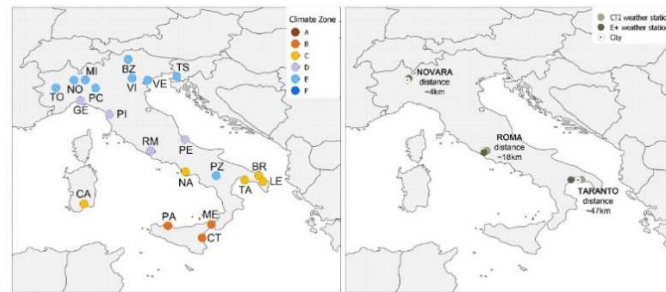 Climate Zone
A
B
C
D
E
F
BZ
TS
MI
TO
NO
PC
VI
VE
GE
PI
RM
PE
NA
PZ
BR
TA
LE
CA
PA
ME
CT
CTI weather station
E+ weather station
City
NOVARA
distance
~4km
ROMA
distance
~18km
TARANTO
distance
~47km